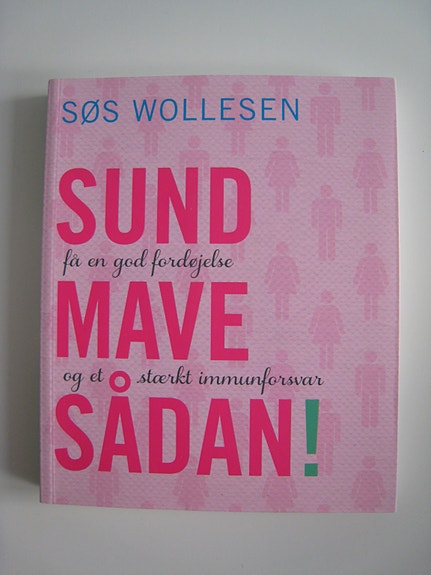 SØS WOLLESEN
SUND
få en god fordøjelse
MAVE
og et stærkt immunforsvar
SÅDAN!